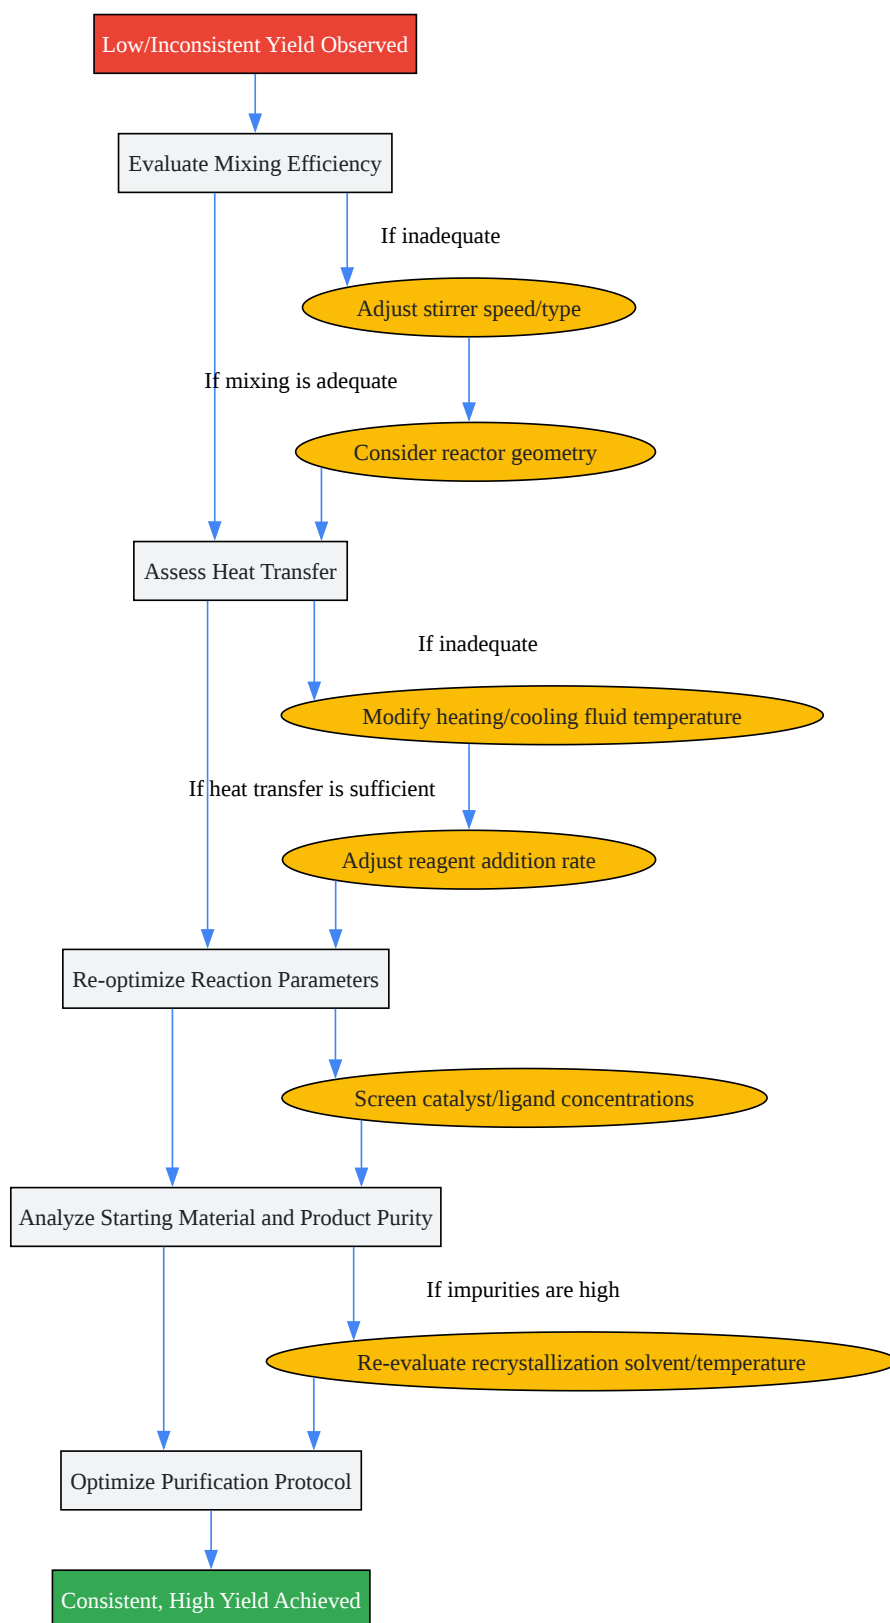 Low/Inconsistent Yield Observed
Evaluate Mixing Efficiency
If inadequate
Adjust stirrer speed/type
If mixing is adequate
Consider reactor geometry
Assess Heat Transfer
If inadequate
Modify heating/cooling fluid temperature
If heat transfer is sufficient
Adjust reagent addition rate
Re-optimize Reaction Parameters
Screen catalyst/ligand concentrations
Analyze Starting Material and Product Purity
If impurities are high
Re-evaluate recrystallization solvent/temperature
Optimize Purification Protocol
Consistent, High Yield Achieved